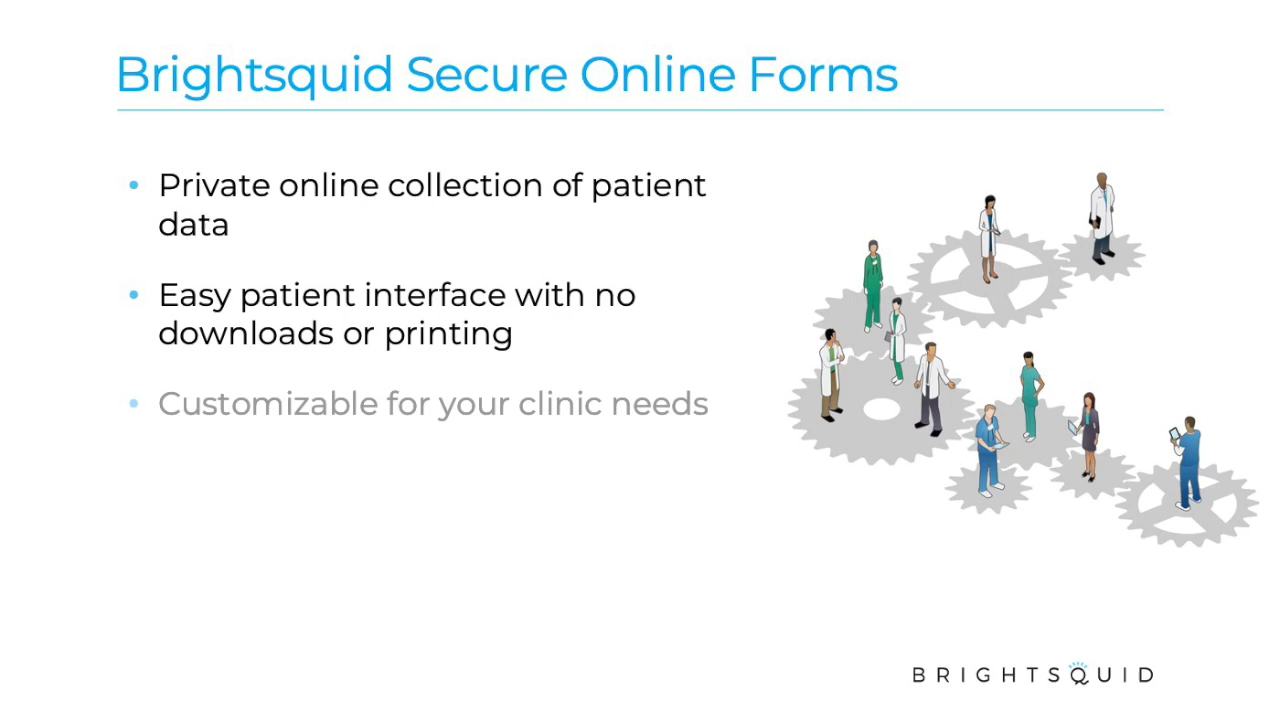 Brightsquid Secure Online Forms
• Private online collection of patient
data
• Easy patient interface with no
downloads or printing
• Customizable for your clinic needs
BRIGHTSQUID